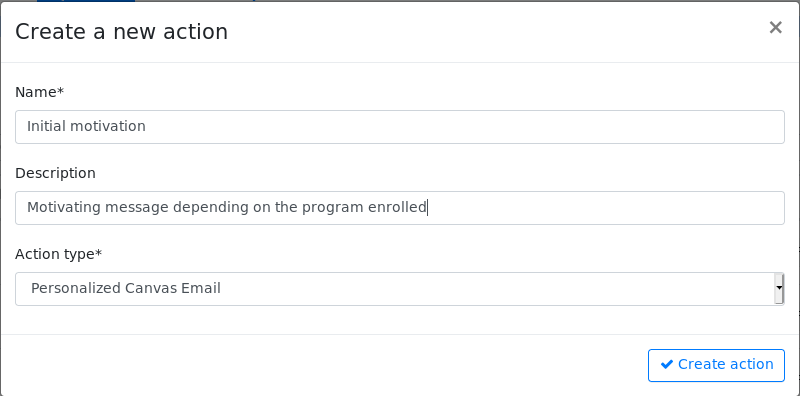 Create a new action
×
Name*
Initial motivation
Description
Motivating message depending on the program enrolled
Action type*
Personalized Canvas Email
Create action